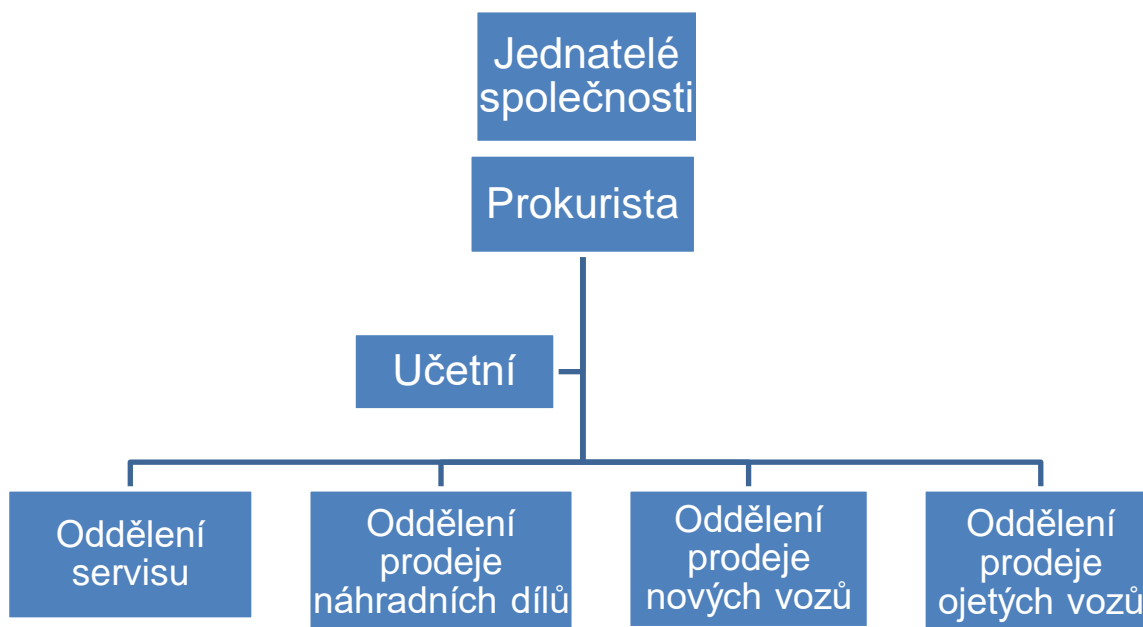 Jednatelé
společnosti
Prokurista
Učetní
Oddělení
servisu
Oddělení
prodeje
náhradních dílů
Oddělení
prodeje
nových vozů
Oddělení
prodeje
ojetých vozů